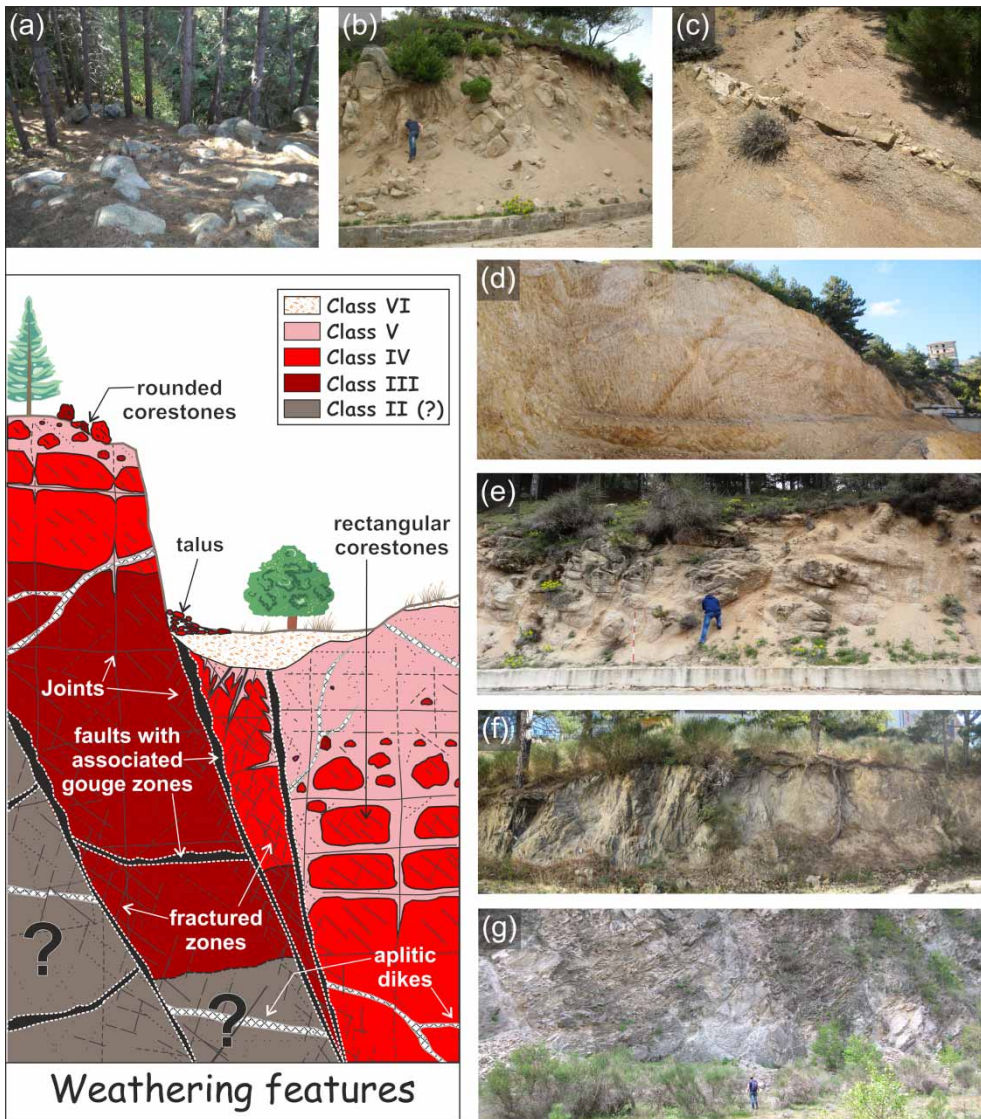 (a)
(b)
(c)
Class VI
Class V
Class IV
Class III
Class II (?)
rounded
corestones
talus
rectangular
corestones
Joints
faults with
associated
gouge zones
fractured
zones
aplitic
dikes
?
?
Weathering features
(d)
(e)
(f)
(g)